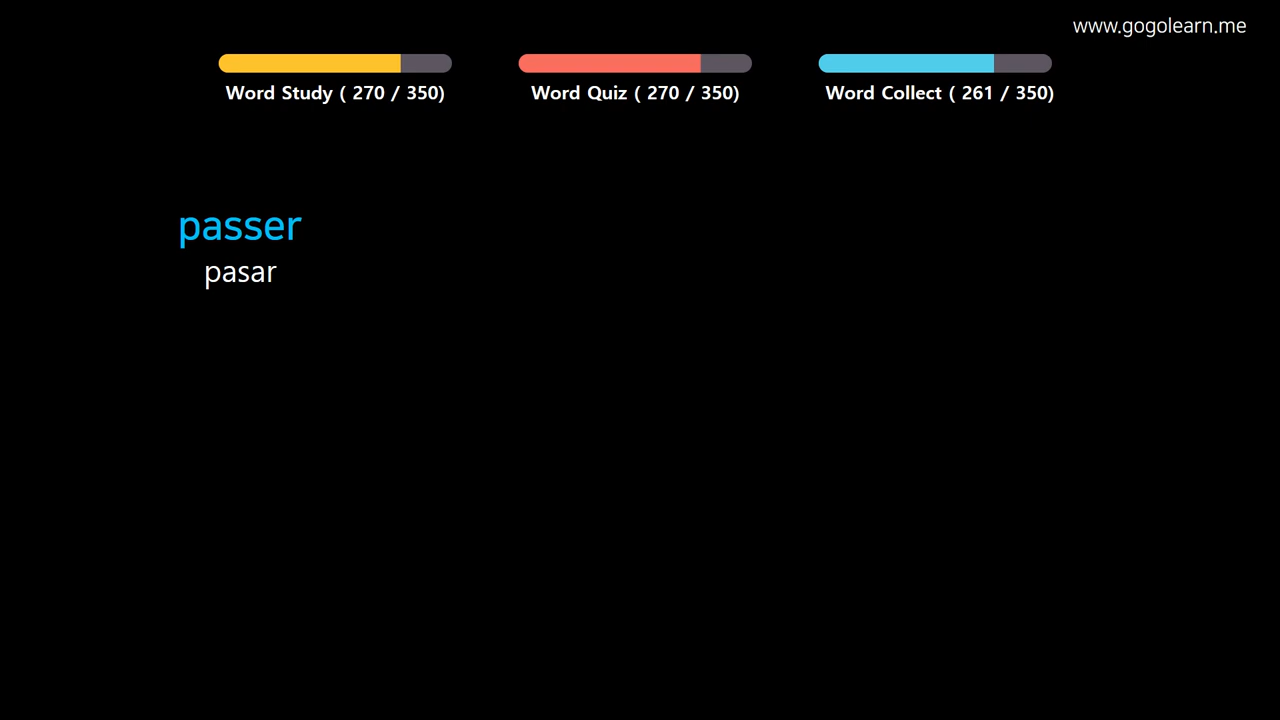 www.gogolearn.me
Word Study ( 270 / 350)
Word Quiz ( 270 / 350)
Word Collect ( 261 / 350)
passer
pasar